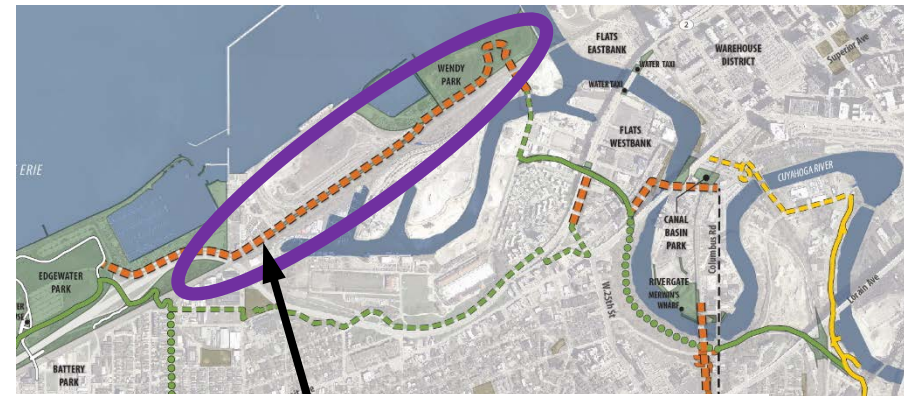 FLATS
EASTBANK
2
WAREHOUSE
DISTRICT
Superior Ave
WENDY
PARK
WATER TAXI
WATER TAXI
FLATS
WESTBANK
ERIE
CUYAHOGA RIVER
CANAL
BASIN
PARK
Columbus Rd
EDGEWATER
PARK
RIVERGATE
MERWIN'S
WHARF
W.25th St
Lorain Ave
BATTERY
PARK